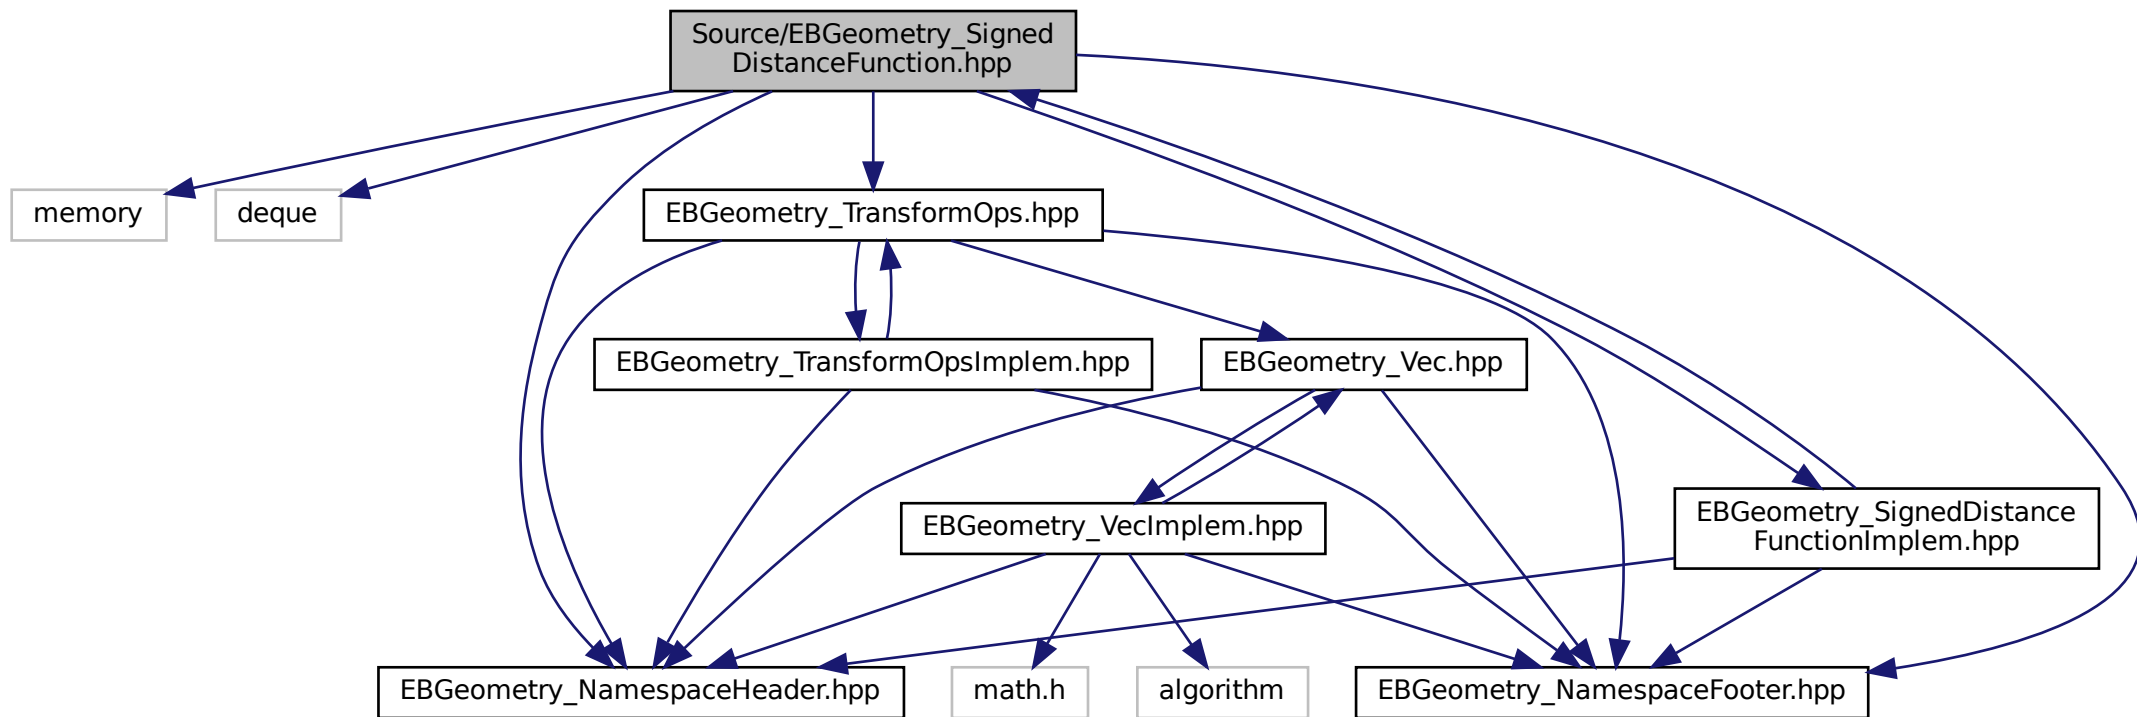 Source/EBGeometry_Signed
DistanceFunction.hpp
memory
deque
EBGeometry_TransformOps.hpp
EBGeometry_TransformOpsImplem.hpp
EBGeometry_Vec.hpp
EBGeometry_VecImplem.hpp
EBGeometry_SignedDistance
FunctionImplem.hpp
EBGeometry_NamespaceHeader.hpp
math.h
algorithm
EBGeometry_NamespaceFooter.hpp